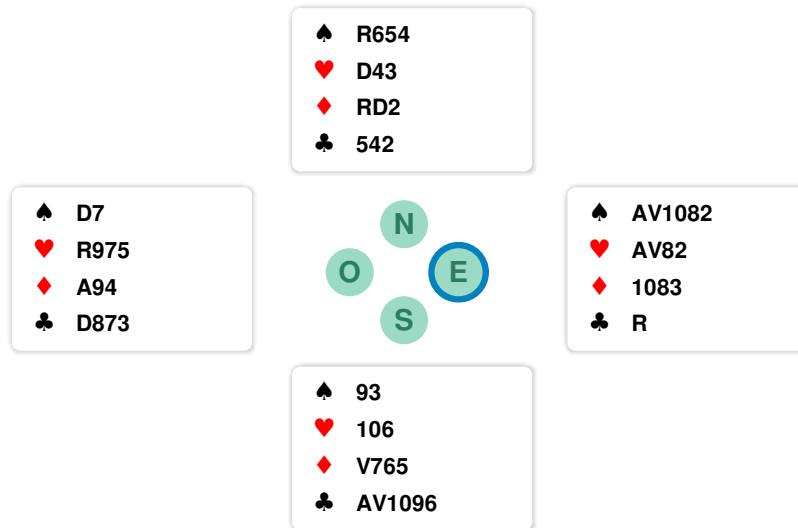 ♠ R654
♥ D43
♦ RD2
♣ 542
♠ D7
♥ R975
♦ A94
♣ D873
N
O E
S
♠ AV1082
♥ AV82
♦ 1083
♣ R
♠ 93
♥ 106
♦ V765
♣ AV1096